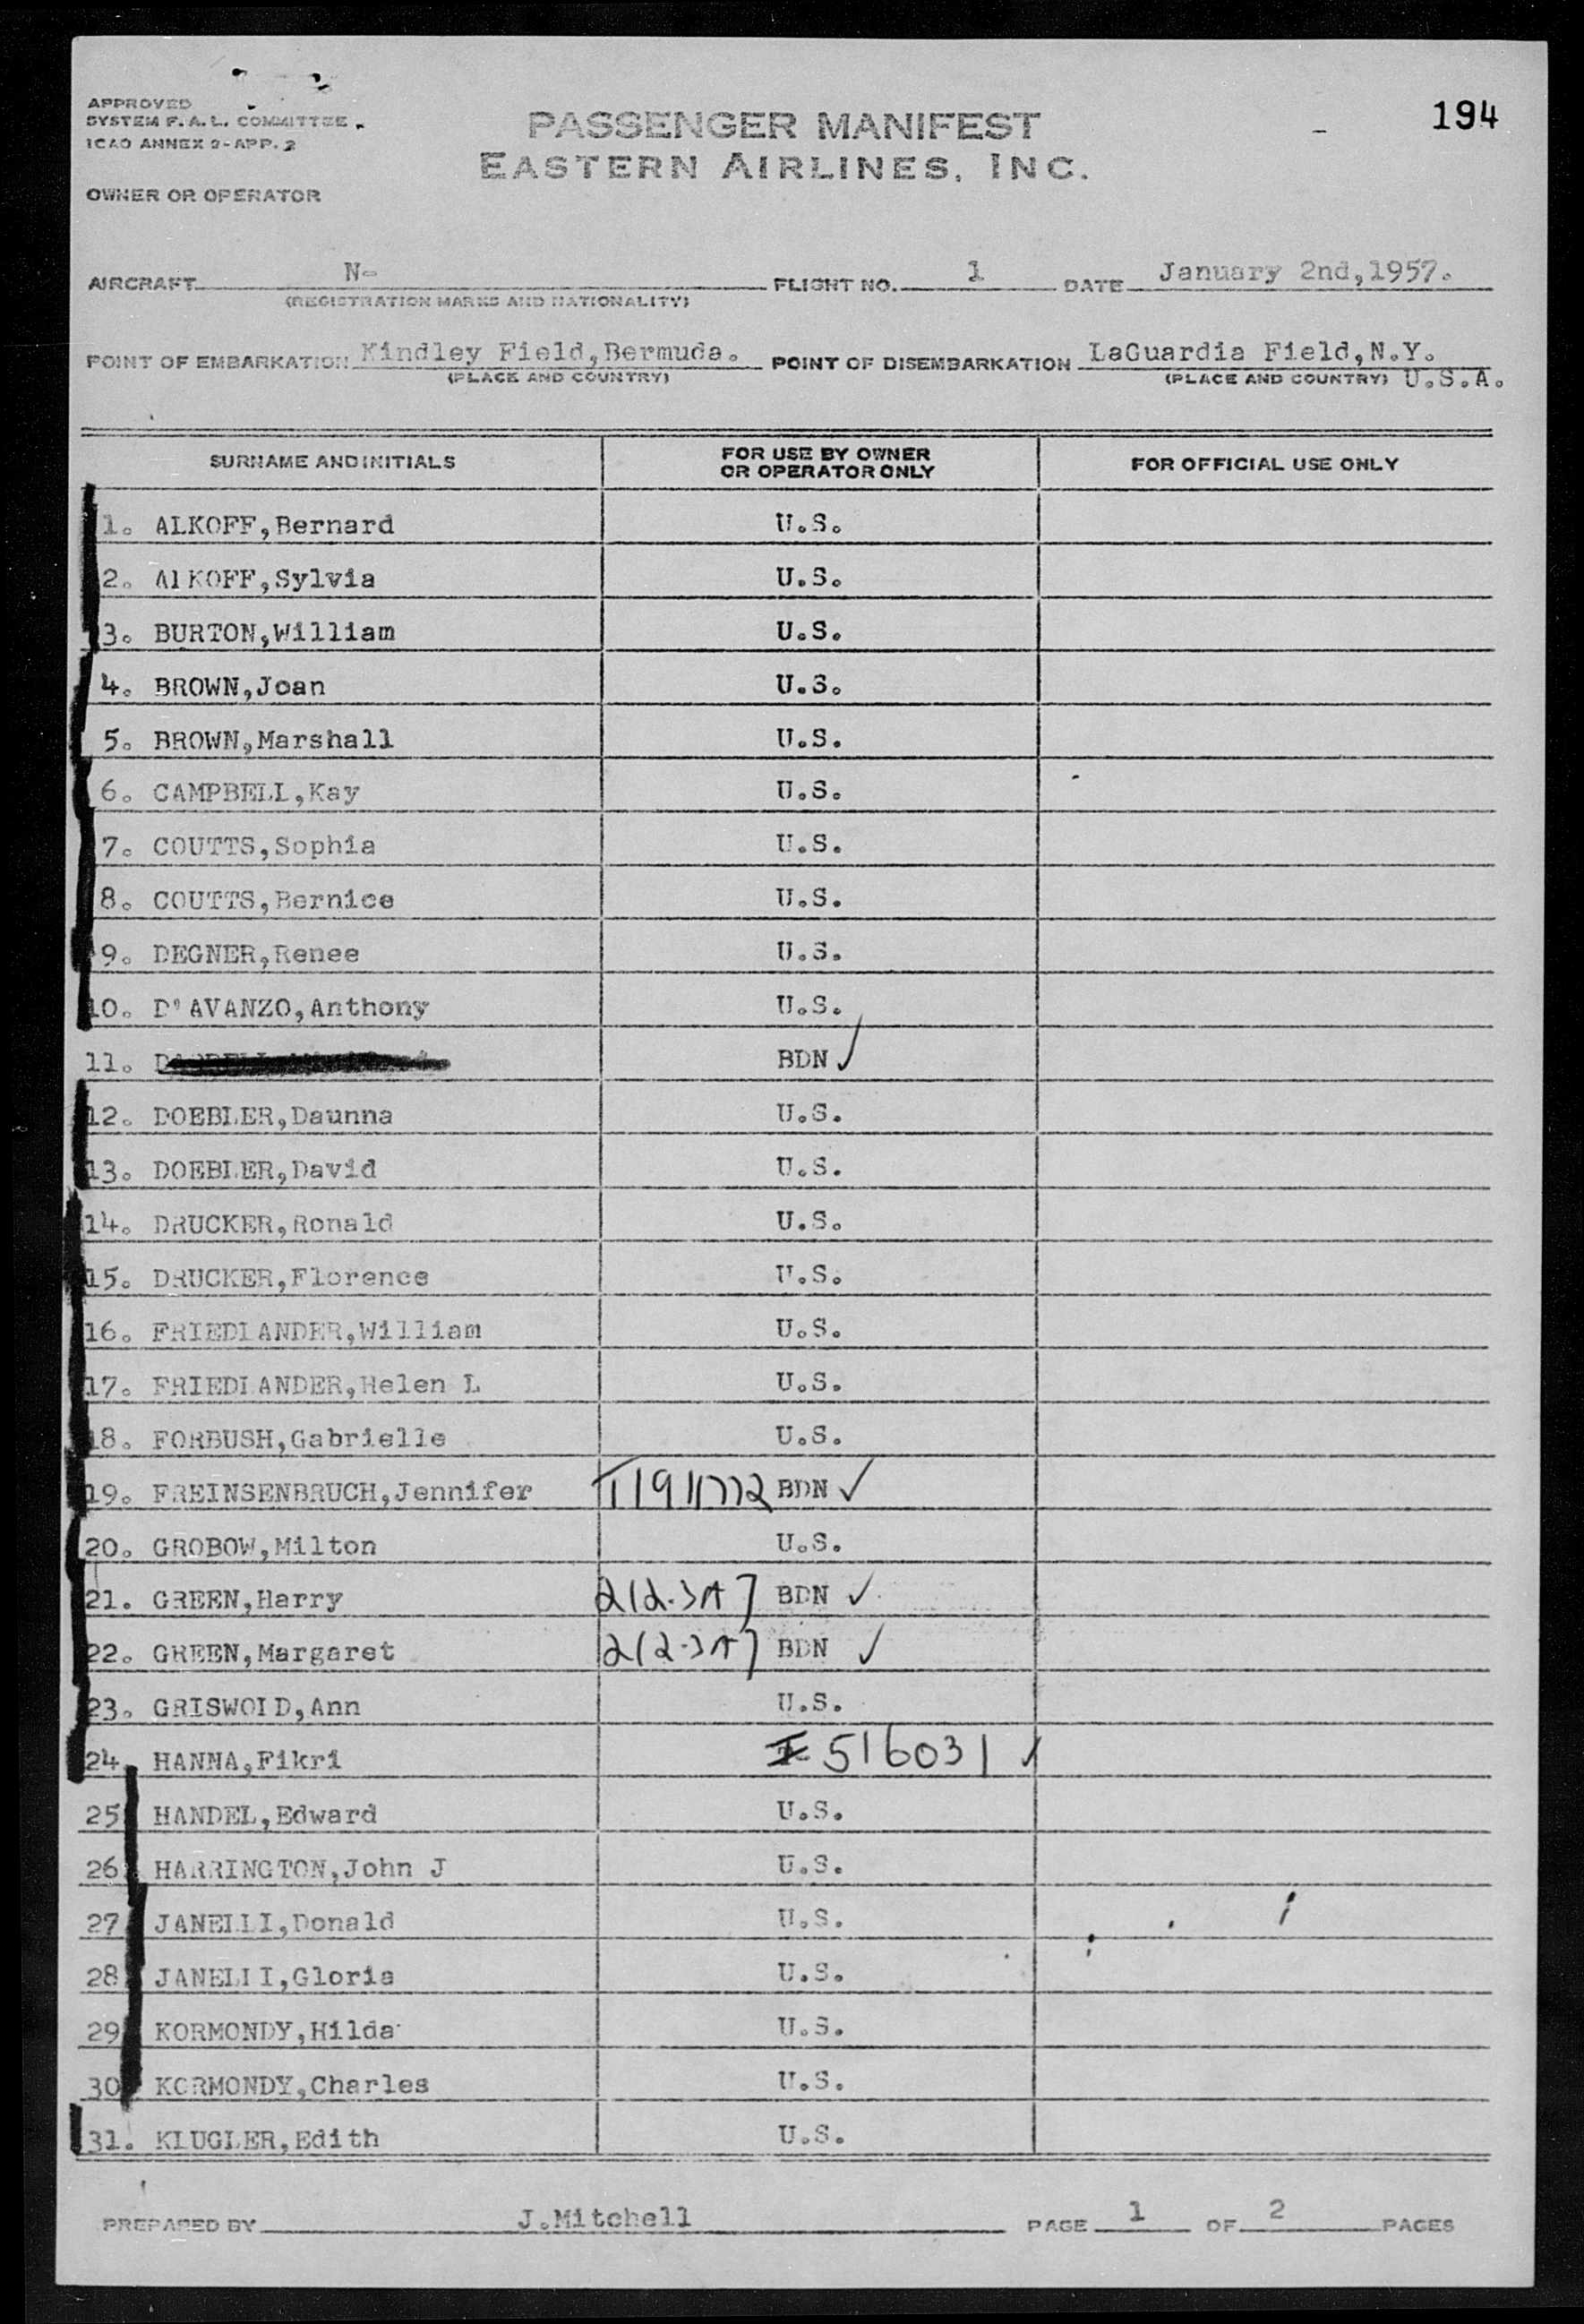 194
APPROVED
SYSTEM F.A.L. COMMITTEE
ICAO ANNEX 9-APP. 2
PASSENGER MANIFEST
EASTERN AIRLINES, INC.
OWNER OR OPERATOR
AIRCRAFT N- FLIGHT NO. 1 DATE January 2nd,1957.
(REGISTRATION MARKS AND NATIONALITY)
POINT OF EMBARKATION Kindley Field,Bermuda. POINT OF DISEMBARKATION LaGuardia Field,N.Y.
(PLACE AND COUNTRY) (PLACE AND COUNTRY) U.S.A.
SURNAME AND INITIALS FOR USE BY OWNER OR OPERATOR ONLY FOR OFFICIAL USE ONLY
1. ALKOFF,Bernard U.S.
2. AlKOFF,Sylvia U.S.
3. BURTON,William U.S.
4. BROWN,Joan U.S.
5. BROWN,Marshall U.S.
6. CAMPBELL,Kay U.S.
7. COUTTS,Sophia U.S.
8. COUTTS,Bernice U.S.
9. DEGNER,Renee U.S.
10. D'AVANZO,Anthony U.S.
11. BDN ✓
12. DOEBLER,Daunna U.S.
13. DOEBLER,David U.S.
14. DRUCKER,Ronald U.S.
15. DRUCKER,Florence U.S.
16. FRIEDLANDER,William U.S.
17. FRIEDLANDER,Helen L U.S.
18. FORBUSH,Gabrielle U.S.
19. FREINSENBRUCH,Jennifer BDN ✓
20. GROBOW,Milton U.S.
21. GREEN,Harry BDN ✓
22. GREEN,Margaret BDN ✓
23. GRISWOLD,Ann U.S.
24. HANNA,Fikri I 516031 ✓
25 HANDEL,Edward U.S.
26 HARRINGTON,John J U.S.
27 JANELLI,Donald U.S.
28 JANELLI,Gloria U.S.
29 KORMONDY,Hilda U.S.
30 KORMONDY,Charles U.S.
31. KLUGLER,Edith U.S.
PREPARED BY J.Mitchell PAGE 1 OF 2 PAGES